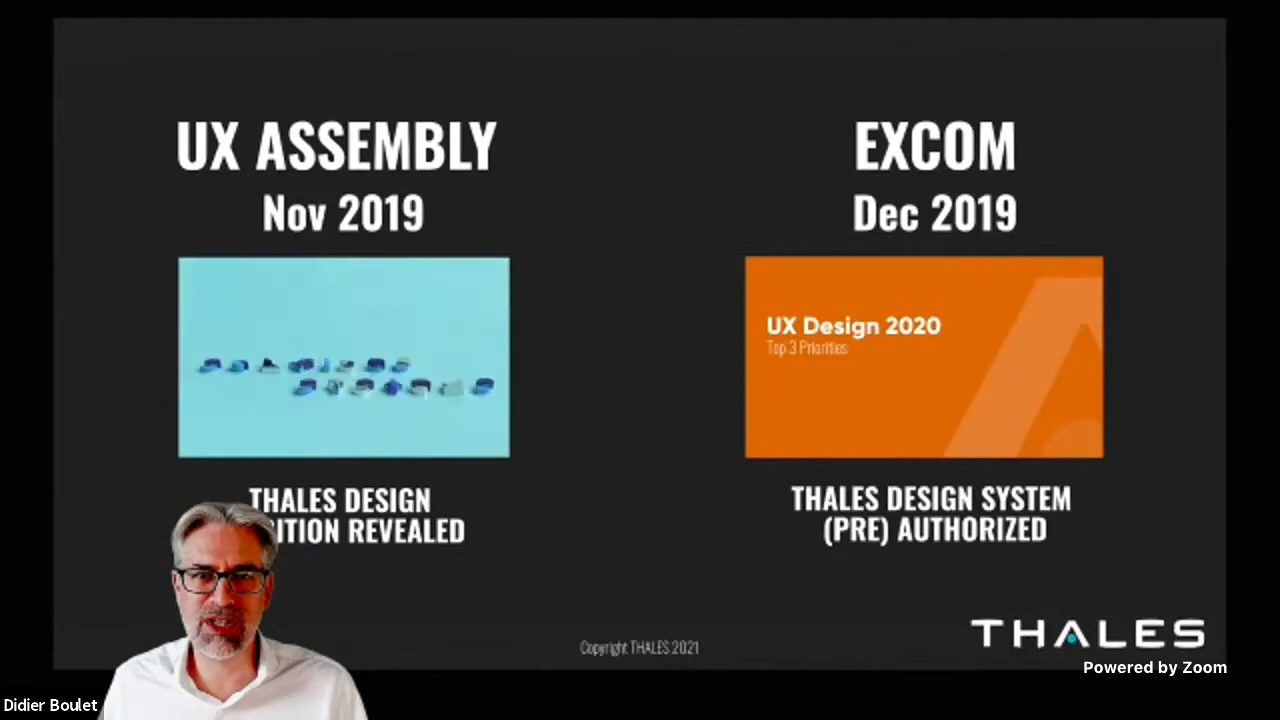 UX ASSEMBLY
Nov 2019
THALES DESIGN
ITION REVEALED
EXCOM
Dec 2019
UX Design 2020
Top 3 Priorities
THALES DESIGN SYSTEM
(PRE) AUTHORIZED
Copyright THALES 2021
THALES
Powered by Zoom
Didier Boulet